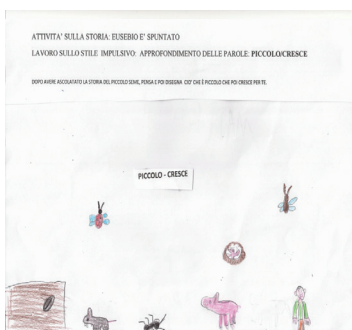 ATTIVITA' SULLA STORIA: EUSEBIO E' SPUNTATO
LAVORO SULLO STILE IMPULSIVO: APPROFONDIMENTO DELLE PAROLE: PICCOLO/CRESCE
DOPO AVERE ASCOLATATO LA STORIA DEL PICCOLO SEME, PENSA E POI DISEGNA CIO' CHE È PICCOLO CHE POI CRESCE PER TE.
PICCOLO - CRESCE